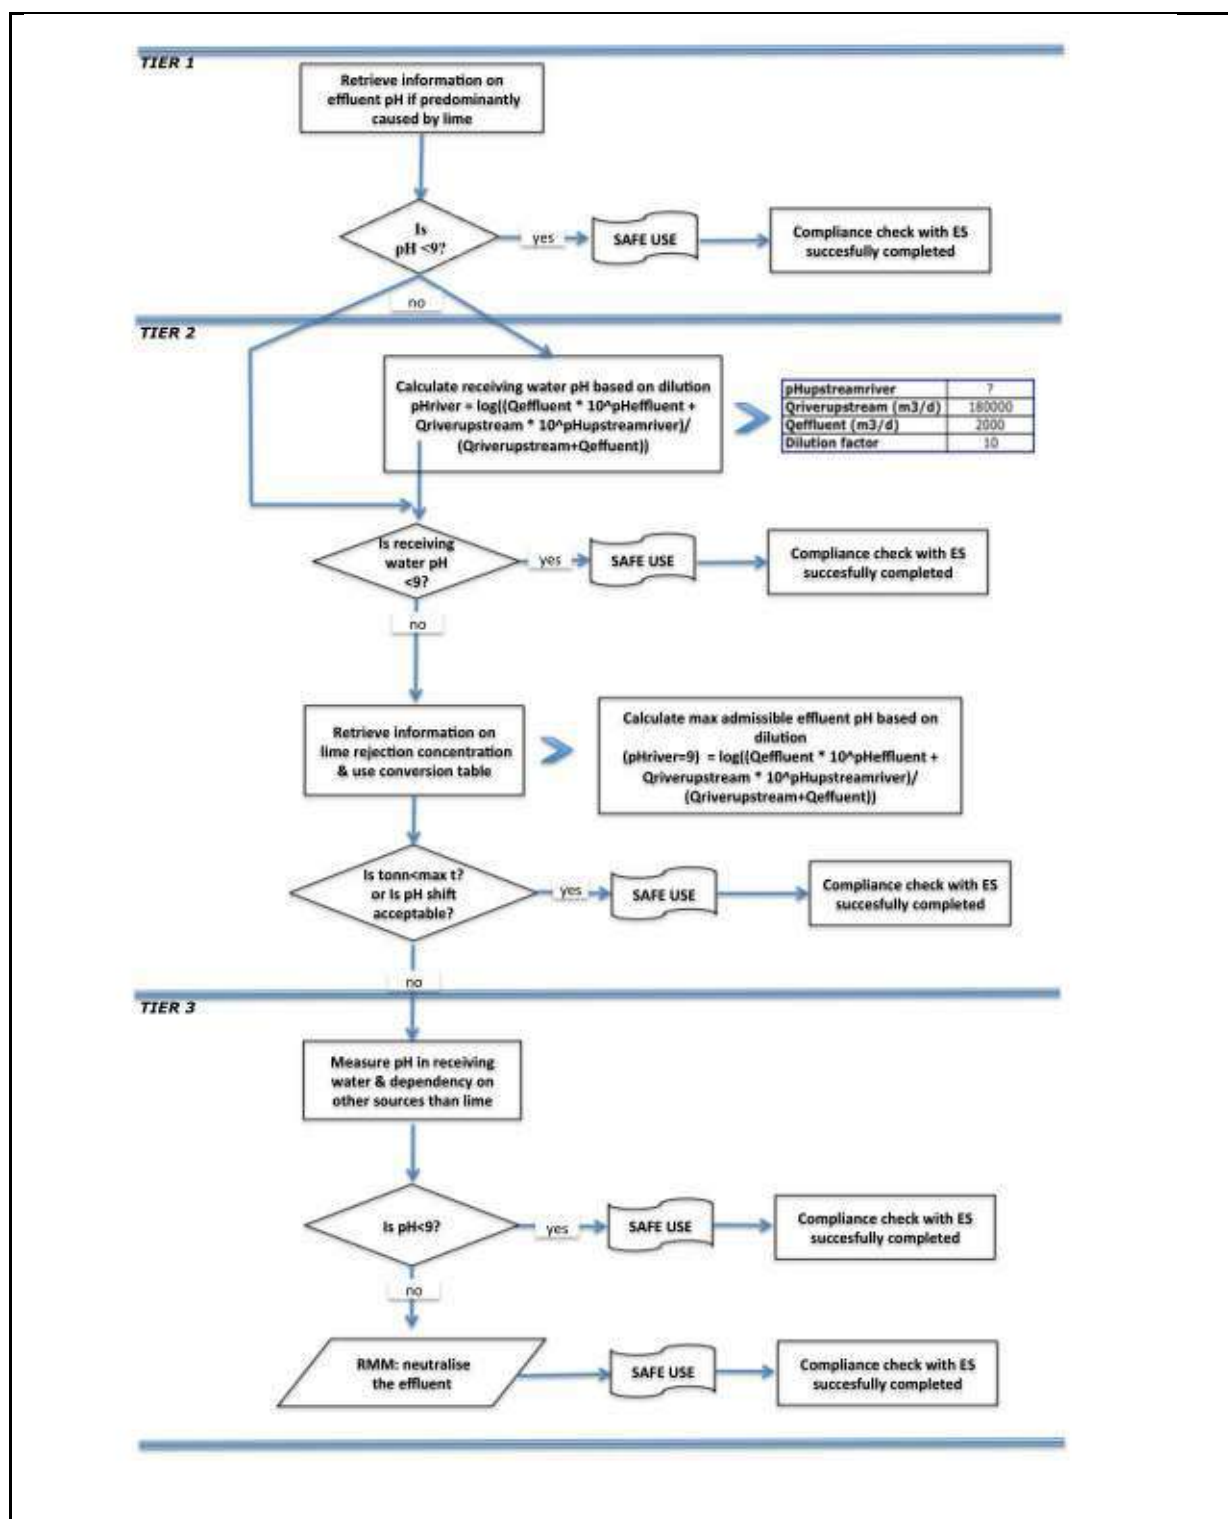 TIER 1
Retrieve information on
effluent pH if predominantly
caused by lime
Is
pH <9?
yes
SAFE USE
Compliance check with ES
succesfully completed
no
TIER 2
Calculate receiving water pH based on dilution
pHriver = log((Qeffluent * 10^pHeffluent +
Qriverupstream * 10^pHupstreamriver)/
(Qriverupstream+Qeffuent))
pHupstreamriver ?
Qriverupstream (m3/d) 180000
Qeffluent (m3/d) 2000
Dilution factor 10
Is receiving
water pH
<9?
yes
SAFE USE
Compliance check with ES
succesfully completed
no
Retrieve information on
lime rejection concentration
& use conversion table
Calculate max admissible effluent pH based on
dilution
(pHriver=9) = log((Qeffluent * 10^pHeffluent +
Qriverupstream * 10^pHupstreamriver)/
(Qriverupstream+Qeffuent))
Is tonn<max t?
or Is pH shift
acceptable?
yes
SAFE USE
Compliance check with ES
succesfully completed
no
TIER 3
Measure pH in receiving
water & dependency on
other sources than lime
Is pH<9?
yes
SAFE USE
Compliance check with ES
succesfully completed
no
RMM: neutralise
the effluent
SAFE USE
Compliance check with ES
succesfully completed